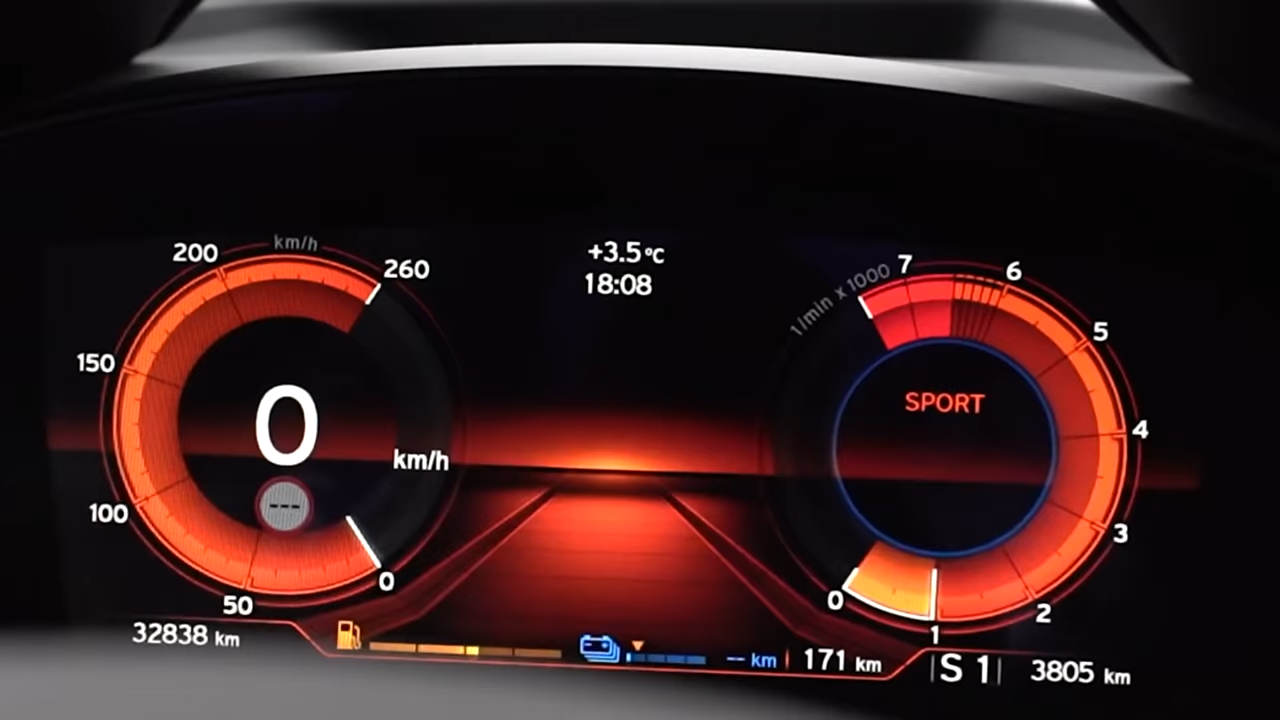 km/h
200
260
150
100
50
0
0
km/h
---
+3.5°C
18:08
1/min x 1000
7
6
5
4
3
2
1
0
SPORT
32838 km
-- km
171 km
S 1
3805 km